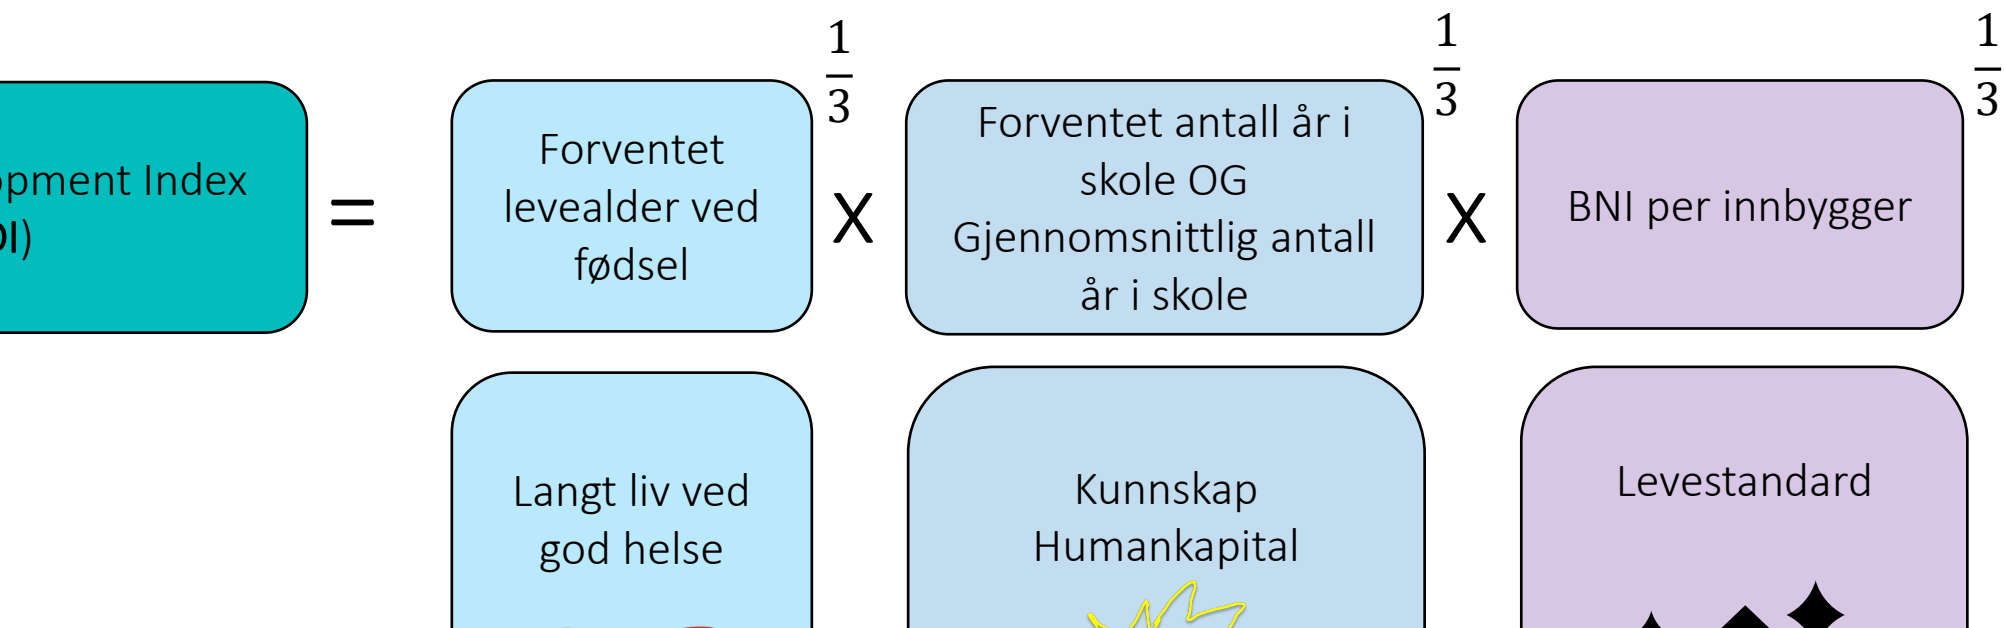 pment Index
I)
=
Forventet
levealder ved
fødsel
1
3
X
Forventet antall år i
skole OG
Gjennomsnittlig antall
år i skole
1
3
X
BNI per innbygger
1
3
Langt liv ved
god helse
Kunnskap
Humankapital
Levestandard